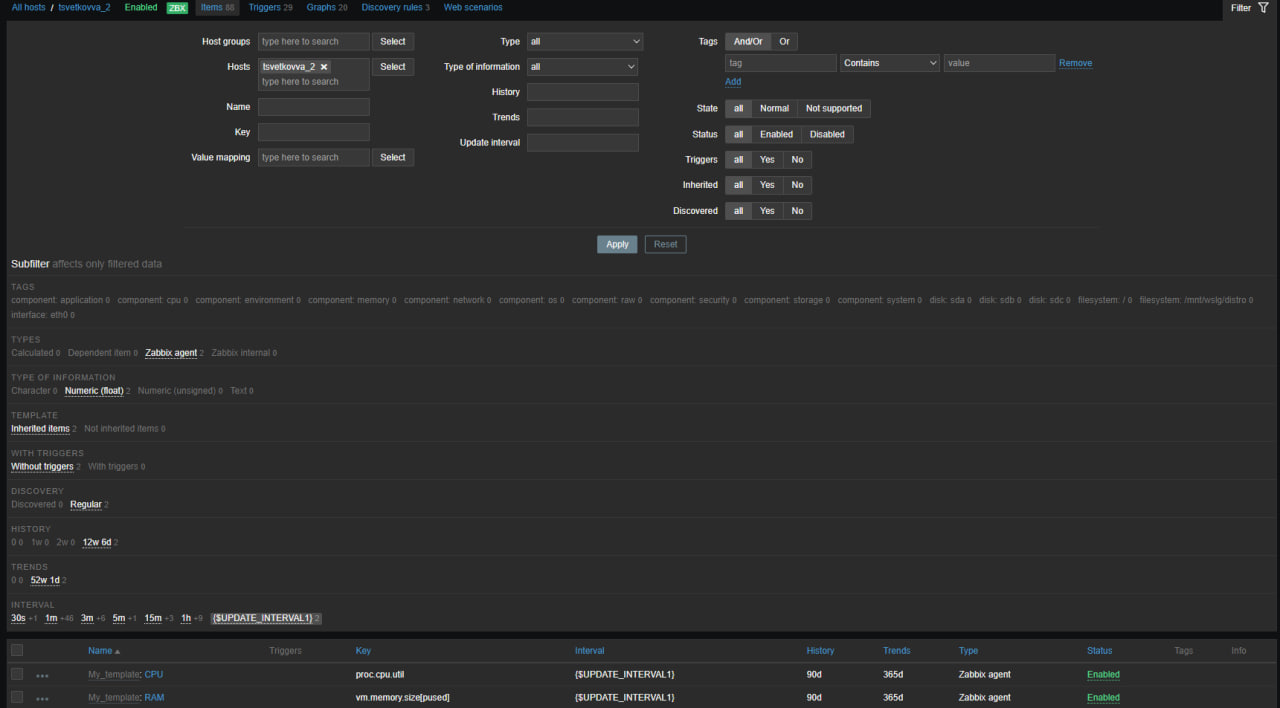 All hosts / tsvetkovva_2 Enabled ZBX Items 88 Triggers 29 Graphs 20 Discovery rules 3 Web scenarios Filter
Host groups type here to search Select Type all Tags And/Or Or
Hosts tsvetkovva_2 Select Type of information all tag Contains value Remove
type here to search Add
History
Name State all Normal Not supported
Trends
Key Status all Enabled Disabled
Update interval
Value mapping type here to search Select Triggers all Yes No
Inherited all Yes No
Discovered all Yes No
Apply Reset
Subfilter affects only filtered data
TAGS
component: application 0 component: cpu 0 component: environment 0 component: memory 0 component: network 0 component: os 0 component: raw 0 component: security 0 component: storage 0 component: system 0 disk: sda 0 disk: sdb 0 disk: sdc 0 filesystem: / 0 filesystem: /mnt/wslg/distro 0
interface: eth0 0
TYPES
Calculated 0 Dependent item 0 Zabbix agent 2 Zabbix internal 0
TYPE OF INFORMATION
Character 0 Numeric (float) 2 Numeric (unsigned) 0 Text 0
TEMPLATE
Inherited items 2 Not inherited items 0
WITH TRIGGERS
Without triggers 2 With triggers 0
DISCOVERY
Discovered 0 Regular 2
HISTORY
0 0 1w 0 2w 0 12w 6d 2
TRENDS
0 0 52w 1d 2
INTERVAL
30s +1 1m +46 3m +6 5m +1 15m +3 1h +9 {$UPDATE_INTERVAL1} 2
Name Triggers Key Interval History Trends Type Status Tags Info
My_template: CPU proc.cpu.util {$UPDATE_INTERVAL1} 90d 365d Zabbix agent Enabled
My_template: RAM vm.memory.size[pused] {$UPDATE_INTERVAL1} 90d 365d Zabbix agent Enabled